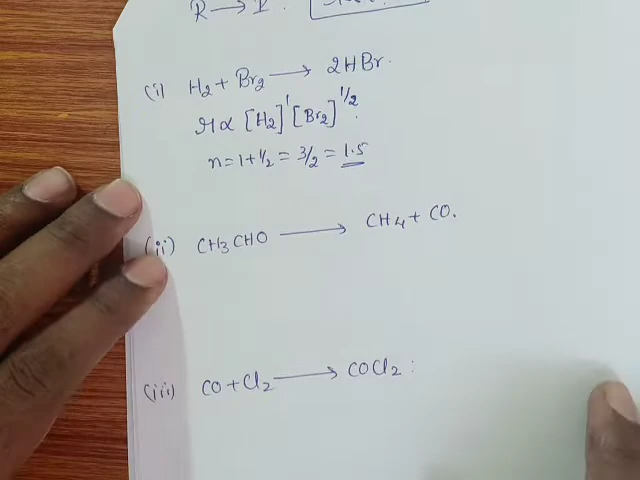 R → P.
(i) H₂ + Br₂ → 2HBr.
r ∝ [H₂]¹ [Br₂]^1/2.
n = 1 + 1/2 = 3/2 = 1.5
(ii) CH₃CHO → CH₄ + CO.
(iii) CO + Cl₂ → COCl₂ :